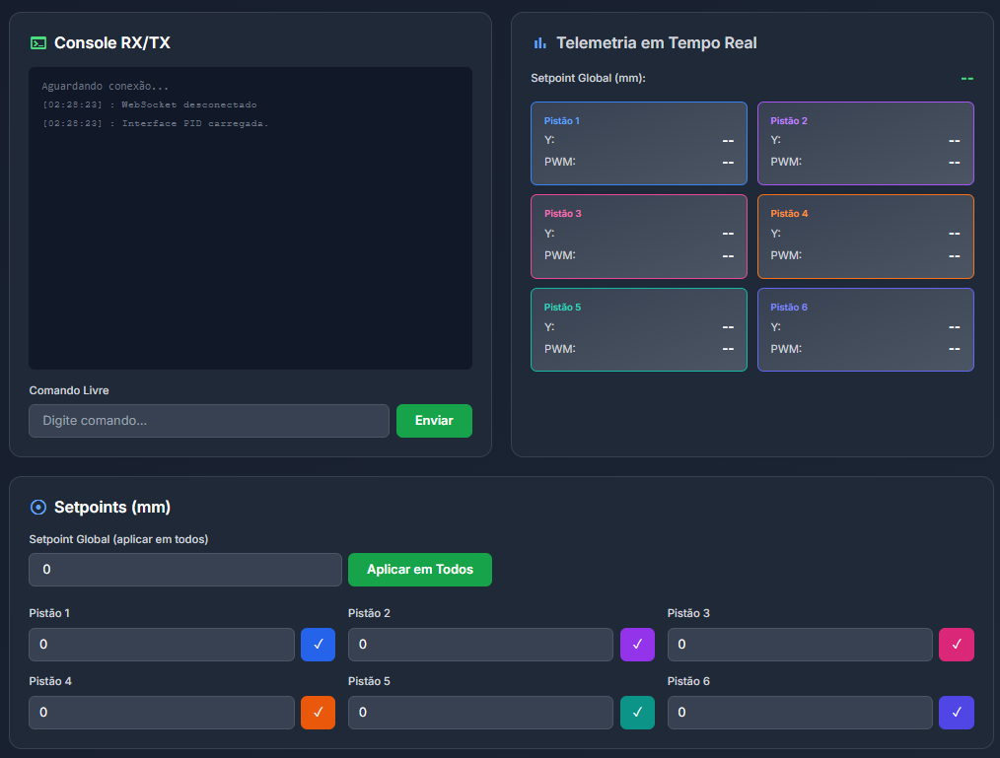 Console RX/TX
Aguardando conexão...
[02:28:23] : WebSocket desconectado
[02:28:23] : Interface PID carregada.
Comando Livre
Digite comando...
Enviar
Telemetria em Tempo Real
Setpoint Global (mm):
--
Pistão 1
Y: --
PWM: --
Pistão 2
Y: --
PWM: --
Pistão 3
Y: --
PWM: --
Pistão 4
Y: --
PWM: --
Pistão 5
Y: --
PWM: --
Pistão 6
Y: --
PWM: --
Setpoints (mm)
Setpoint Global (aplicar em todos)
0
Aplicar em Todos
Pistão 1
0 ✓
Pistão 2
0 ✓
Pistão 3
0 ✓
Pistão 4
0 ✓
Pistão 5
0 ✓
Pistão 6
0 ✓